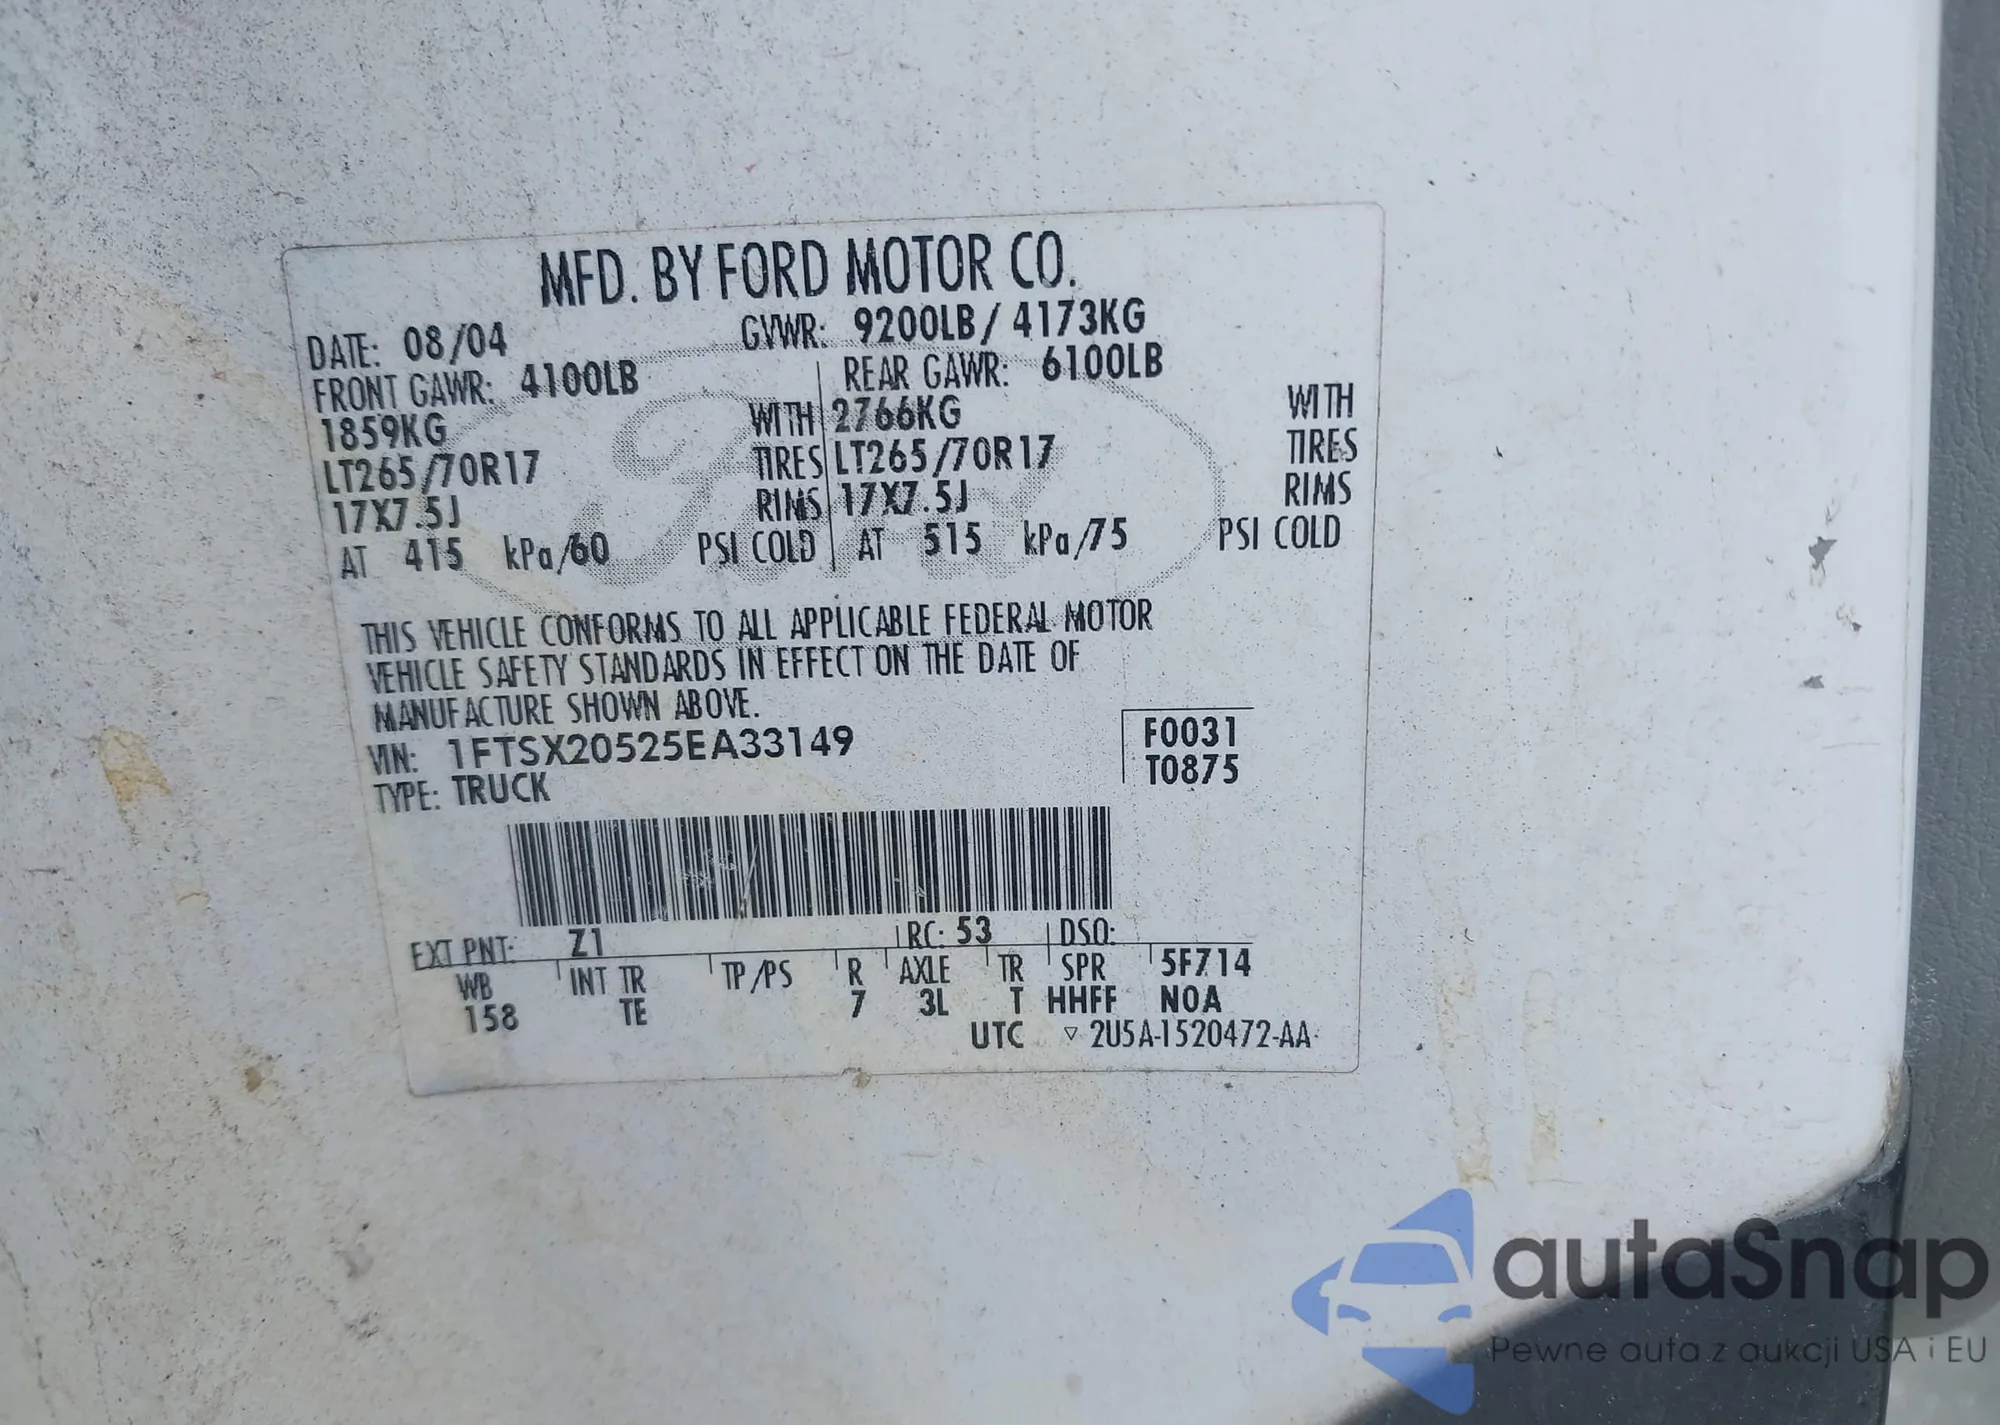 MFD. BY FORD MOTOR CO.
DATE: 08/04 GVWR: 9200LB/ 4173KG
FRONT GAWR: 4100LB REAR GAWR: 6100LB
1859KG WITH 2766KG WITH
LT265/70R17 TIRES LT265/70R17 TIRES
17X7.5J RIMS 17X7.5J RIMS
AT 415 kPa/60 PSI COLD AT 515 kPa/75 PSI COLD
THIS VEHICLE CONFORMS TO ALL APPLICABLE FEDERAL MOTOR
VEHICLE SAFETY STANDARDS IN EFFECT ON THE DATE OF
MANUFACTURE SHOWN ABOVE.
VIN: 1FTSX20525EA33149 F0031
TYPE: TRUCK T0875
EXT PNT: Z1 RC: 53 DSO:
WB INT TR TP/PS R AXLE TR SPR 5F714
158 TE 7 3L T HHFF N0A
UTC ▽ 2U5A-1520472-AA
autaSnap
Pewne auta z aukcji USA i EU